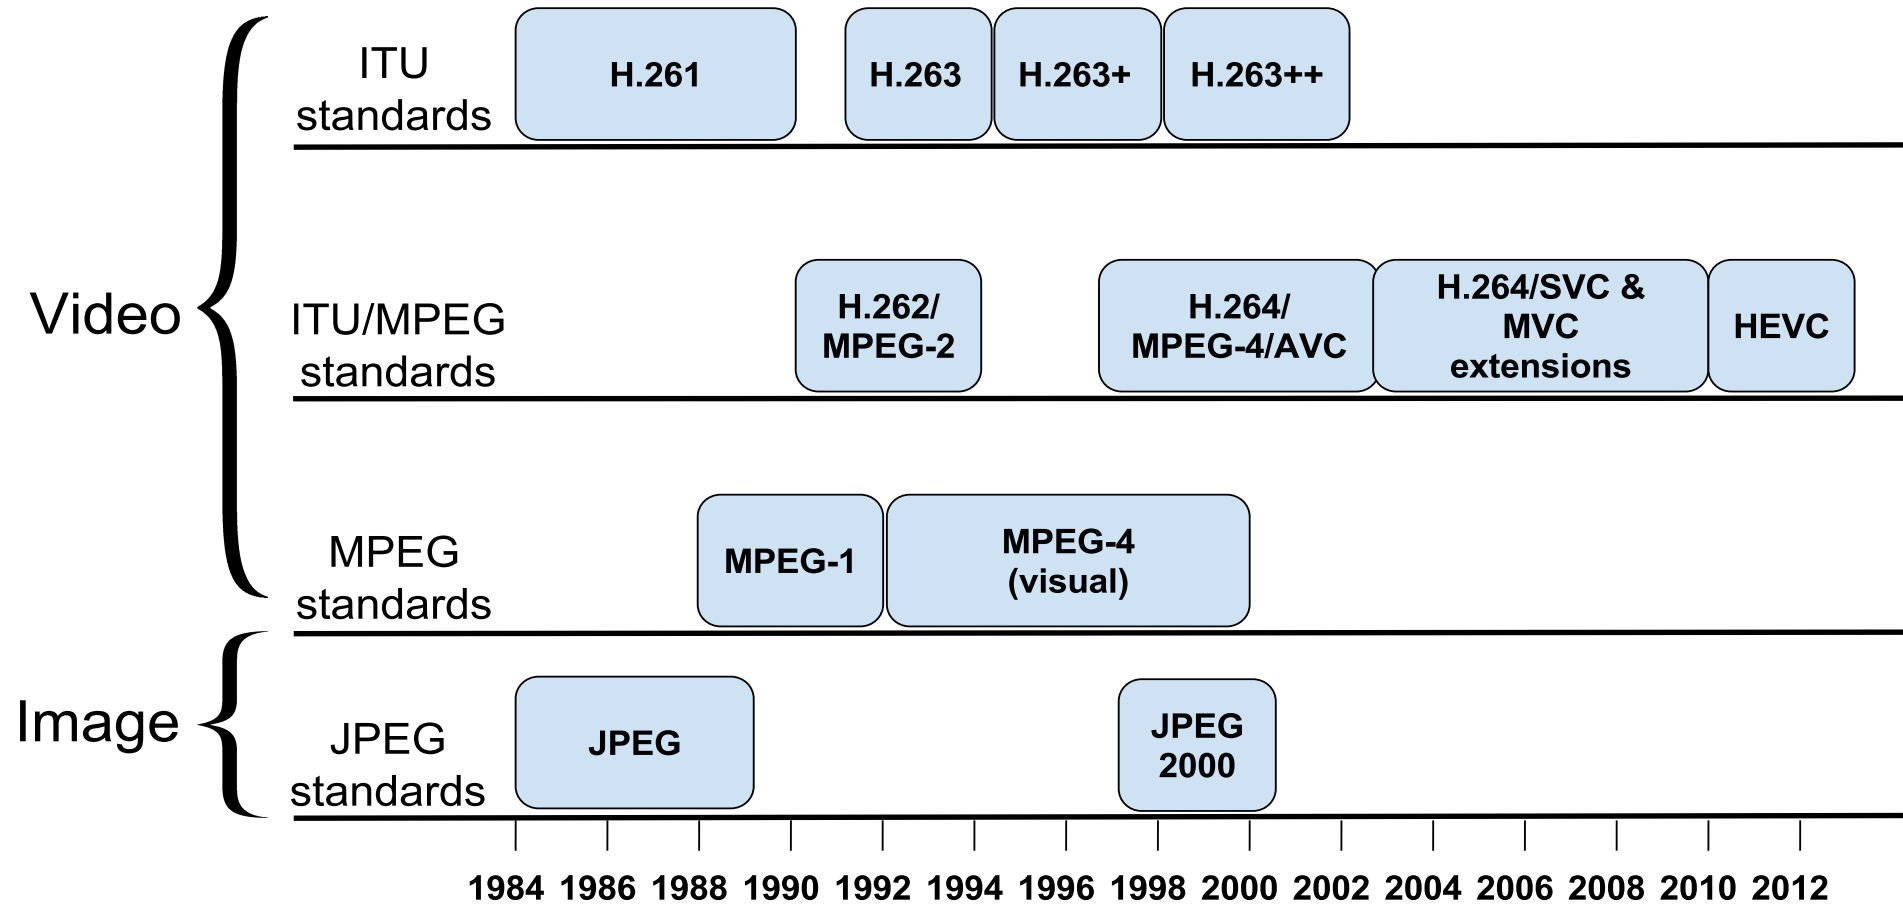 Video
ITU
standards
H.261
H.263
H.263+
H.263++
ITU/MPEG
standards
H.262/
MPEG-2
H.264/
MPEG-4/AVC
H.264/SVC &
MVC
extensions
HEVC
MPEG
standards
MPEG-1
MPEG-4
(visual)
Image
JPEG
standards
JPEG
JPEG
2000
1984 1986 1988 1990 1992 1994 1996 1998 2000 2002 2004 2006 2008 2010 2012